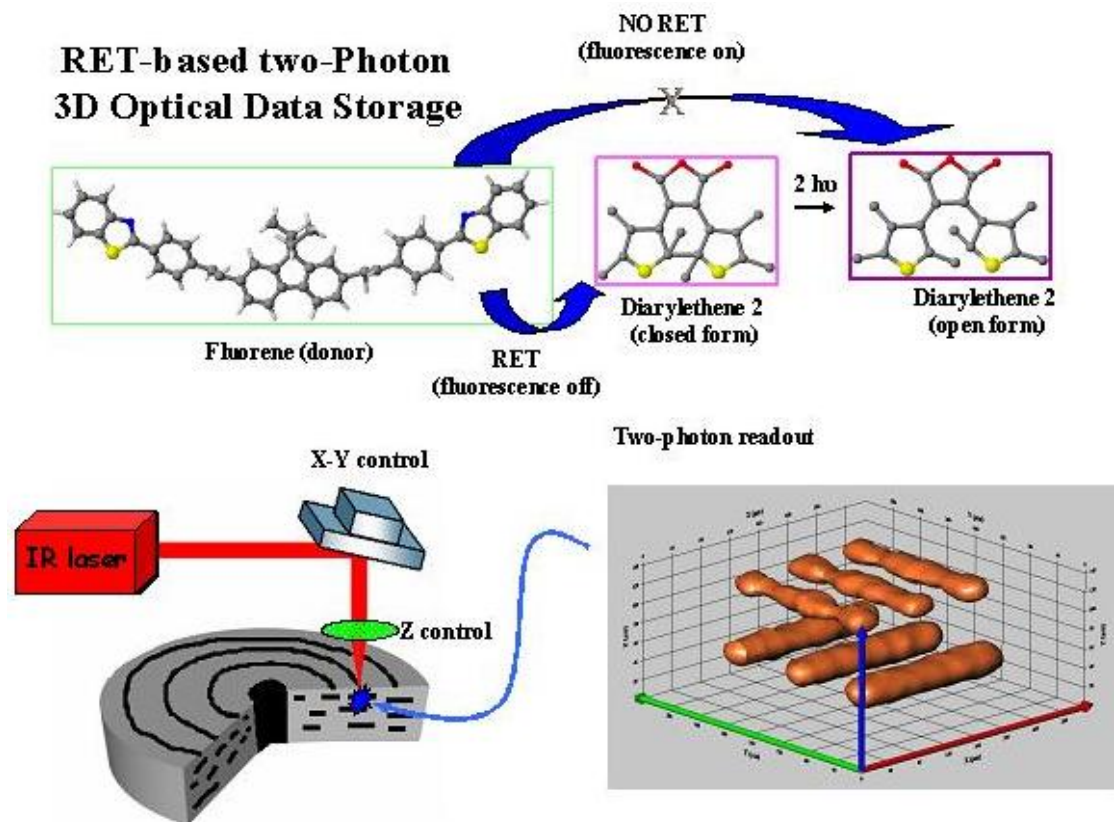 NO RET
(fluorescence on)
RET-based two-Photon
3D Optical Data Storage
X
2 hυ
Fluorene (donor)
Diarylethene 2
(closed form)
Diarylethene 2
(open form)
RET
(fluorescence off)
Two-photon readout
X-Y control
IR laser
Z control